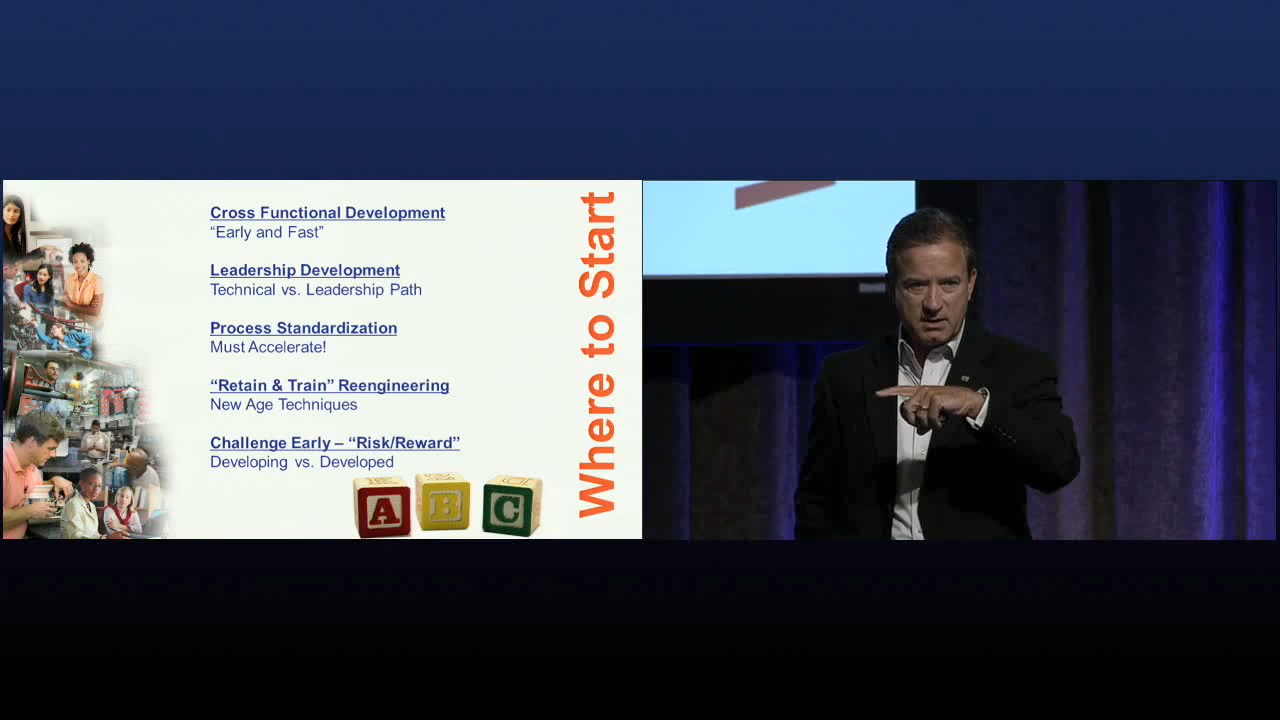 Cross Functional Development
“Early and Fast”
Leadership Development
Technical vs. Leadership Path
Process Standardization
Must Accelerate!
“Retain & Train” Reengineering
New Age Techniques
Challenge Early – “Risk/Reward”
Developing vs. Developed
A B C
Where to Start